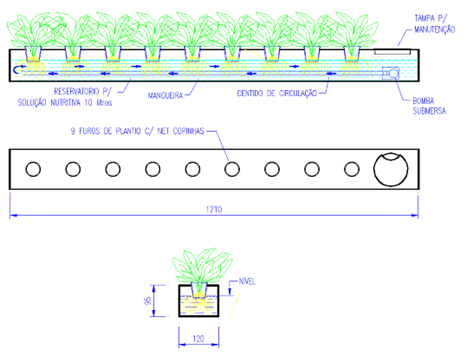 TAMPA P/
MANUTENÇÃO
RESERVATORIO P/
SOLUÇÃO NUTRITIVA 10 litros
MANGUEIRA
CENTIDO DE CIRCULAÇÃO
BOMBA
SUBMERSA
9 FUROS DE PLANTIO C/ NET COPINHAS
1210
NÍVEL
95
120